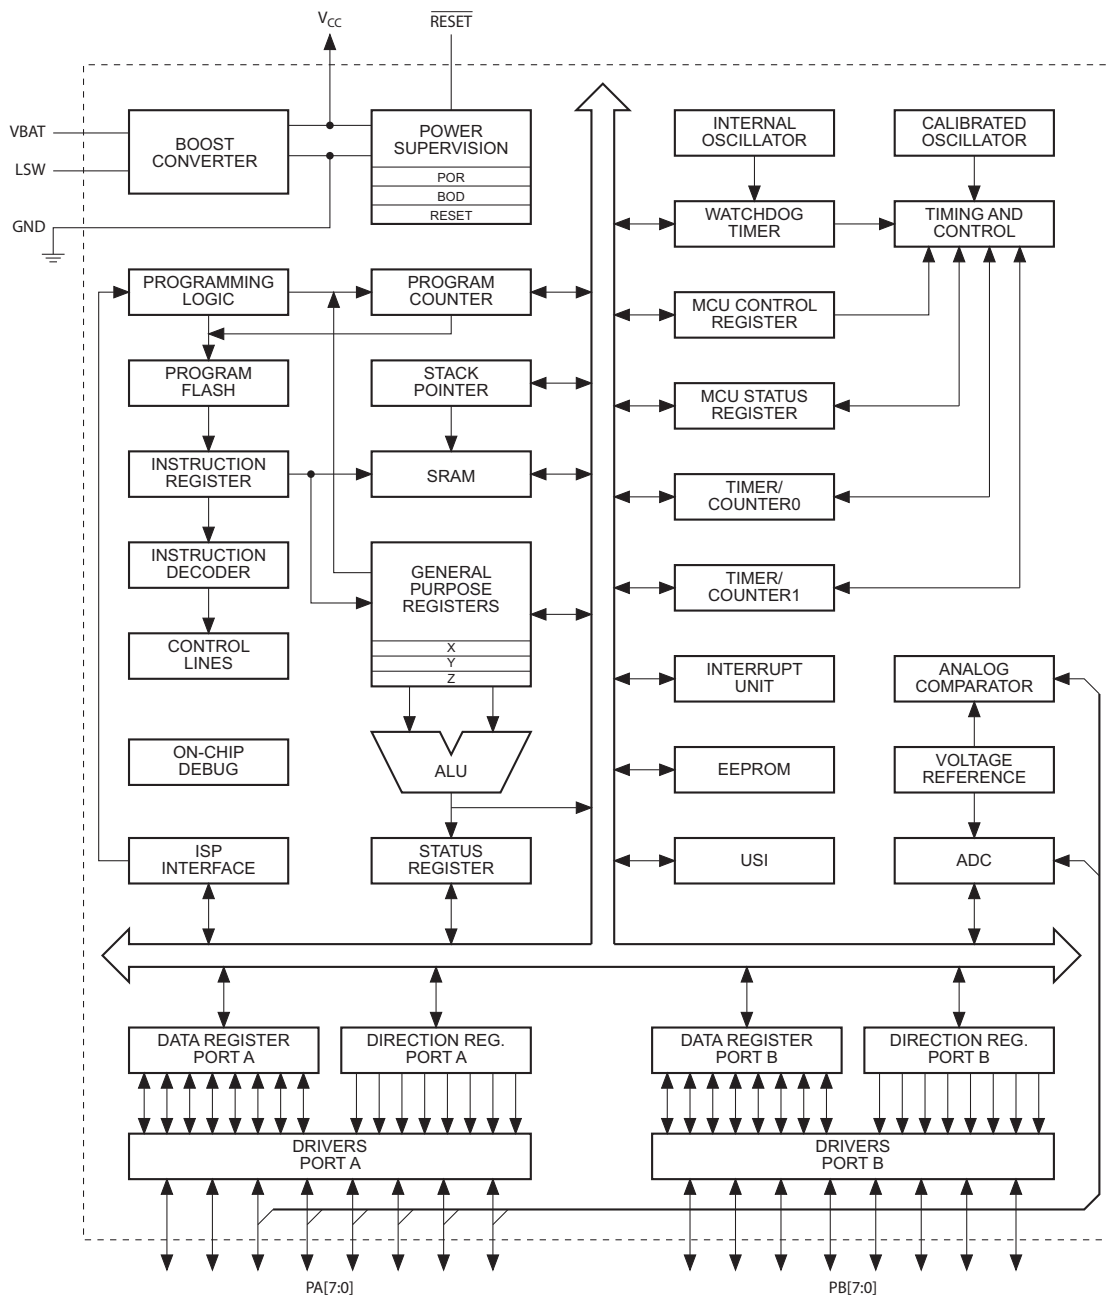 VCC
RESET
VBAT
LSW
GND
BOOST
CONVERTER
POWER
SUPERVISION
POR
BOD
RESET
INTERNAL
OSCILLATOR
CALIBRATED
OSCILLATOR
WATCHDOG
TIMER
TIMING AND
CONTROL
PROGRAMMING
LOGIC
PROGRAM
COUNTER
MCU CONTROL
REGISTER
PROGRAM
FLASH
STACK
POINTER
MCU STATUS
REGISTER
INSTRUCTION
REGISTER
SRAM
TIMER/
COUNTER0
INSTRUCTION
DECODER
GENERAL
PURPOSE
REGISTERS
X
Y
Z
TIMER/
COUNTER1
CONTROL
LINES
INTERRUPT
UNIT
ANALOG
COMPARATOR
ON-CHIP
DEBUG
ALU
EEPROM
VOLTAGE
REFERENCE
ISP
INTERFACE
STATUS
REGISTER
USI
ADC
DATA REGISTER
PORT A
DIRECTION REG.
PORT A
DATA REGISTER
PORT B
DIRECTION REG.
PORT B
DRIVERS
PORT A
DRIVERS
PORT B
PA[7:0]
PB[7:0]